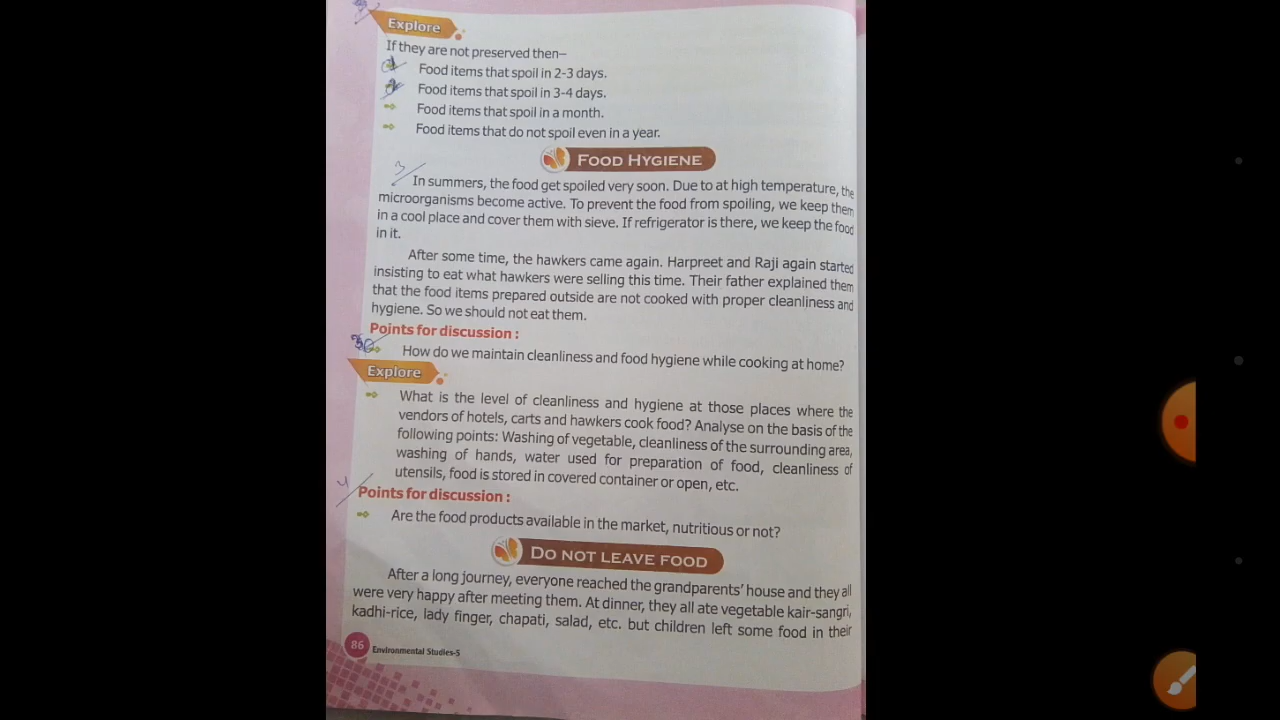 Explore
If they are not preserved then–
Food items that spoil in 2-3 days.
Food items that spoil in 3-4 days.
Food items that spoil in a month.
Food items that do not spoil even in a year.
FOOD HYGIENE
3
In summers, the food get spoiled very soon. Due to at high temperature, the
microorganisms become active. To prevent the food from spoiling, we keep them
in a cool place and cover them with sieve. If refrigerator is there, we keep the food
in it.
After some time, the hawkers came again. Harpreet and Raji again started
insisting to eat what hawkers were selling this time. Their father explained them
that the food items prepared outside are not cooked with proper cleanliness and
hygiene. So we should not eat them.
Points for discussion :
How do we maintain cleanliness and food hygiene while cooking at home?
Explore
What is the level of cleanliness and hygiene at those places where the
vendors of hotels, carts and hawkers cook food? Analyse on the basis of the
following points: Washing of vegetable, cleanliness of the surrounding area,
washing of hands, water used for preparation of food, cleanliness of
utensils, food is stored in covered container or open, etc.
4
Points for discussion :
Are the food products available in the market, nutritious or not?
DO NOT LEAVE FOOD
After a long journey, everyone reached the grandparents' house and they all
were very happy after meeting them. At dinner, they all ate vegetable kair-sangri,
kadhi-rice, lady finger, chapati, salad, etc. but children left some food in their
86 Environmental Studies-5